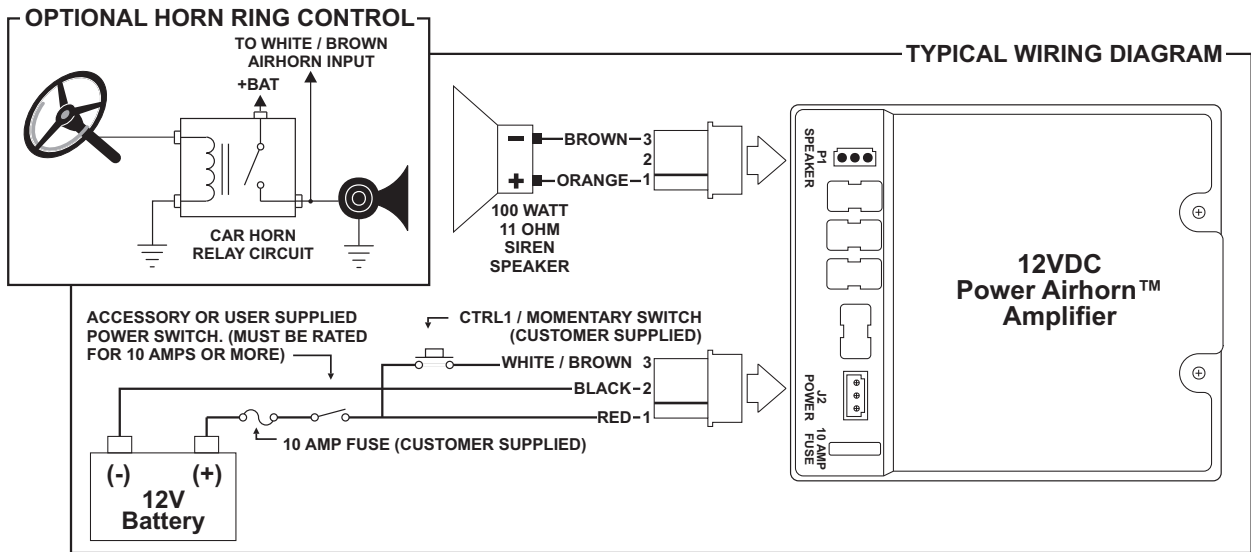 OPTIONAL HORN RING CONTROL
TO WHITE / BROWN
AIRHORN INPUT
+BAT
CAR HORN
RELAY CIRCUIT
TYPICAL WIRING DIAGRAM
-
+
BROWN 3
2
ORANGE 1
100 WATT
11 OHM
SIREN
SPEAKER
P1
SPEAKER
12VDC
Power Airhorn™
Amplifier
ACCESSORY OR USER SUPPLIED
POWER SWITCH. (MUST BE RATED
FOR 10 AMPS OR MORE)
CTRL1 / MOMENTARY SWITCH
(CUSTOMER SUPPLIED)
WHITE / BROWN 3
BLACK 2
RED 1
J2
POWER
10 AMP
FUSE
10 AMP FUSE (CUSTOMER SUPPLIED)
(-) (+)
12V
Battery